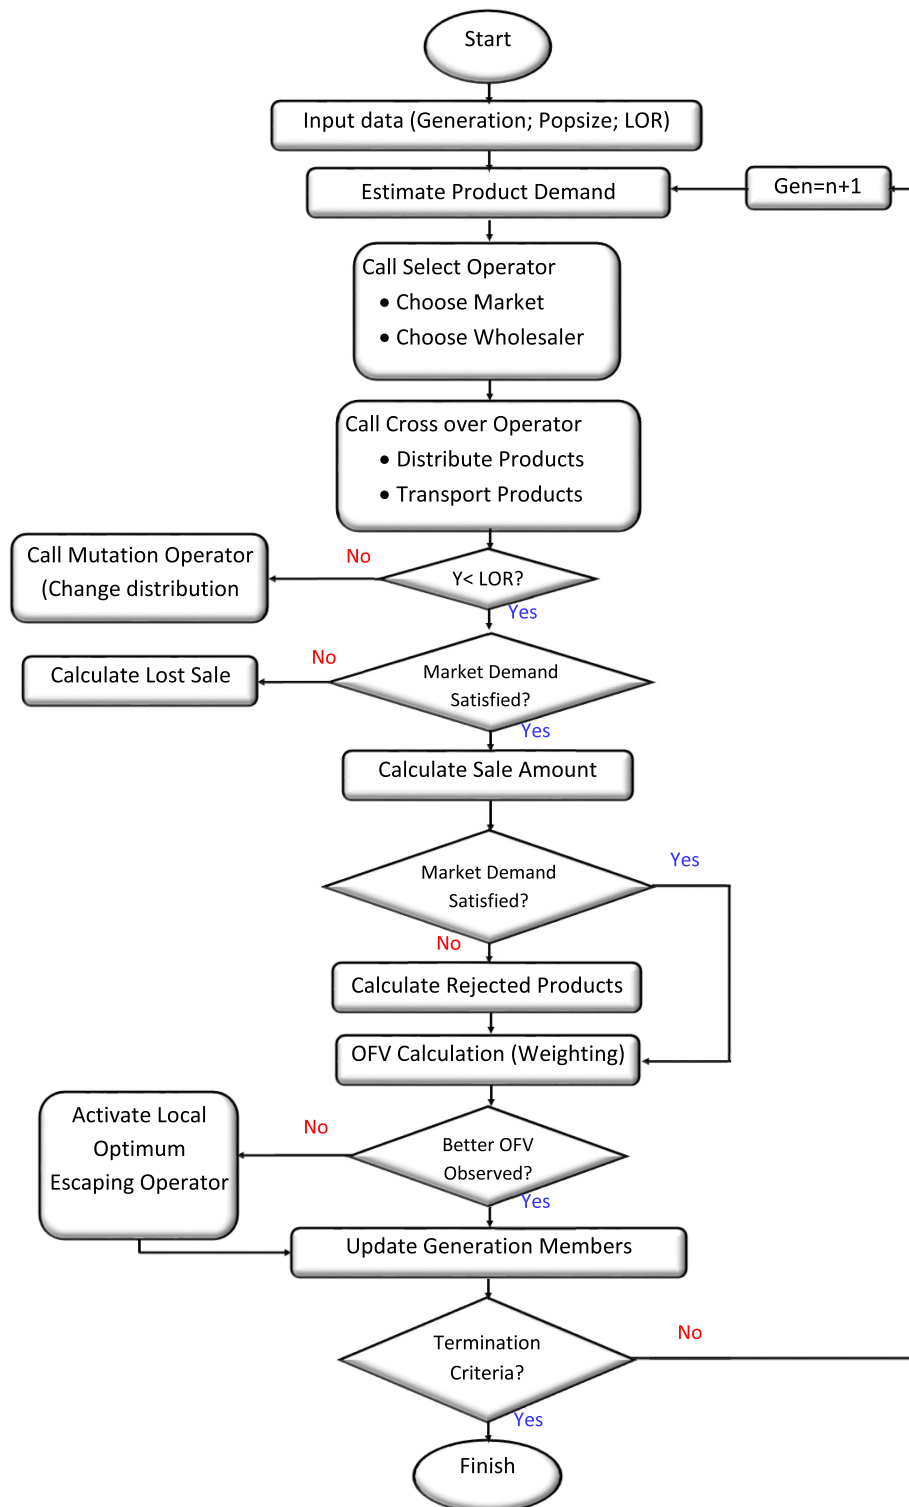 Start
Input data (Generation; Popsize; LOR)
Estimate Product Demand
Gen=n+1
Call Select Operator
• Choose Market
• Choose Wholesaler
Call Cross over Operator
• Distribute Products
• Transport Products
Call Mutation Operator
(Change distribution
No
Y< LOR?
Yes
Calculate Lost Sale
No
Market Demand
Satisfied?
Yes
Calculate Sale Amount
Market Demand
Satisfied?
Yes
No
Calculate Rejected Products
OFV Calculation (Weighting)
Activate Local
Optimum
Escaping Operator
No
Better OFV
Observed?
Yes
Update Generation Members
Termination
Criteria?
No
Yes
Finish